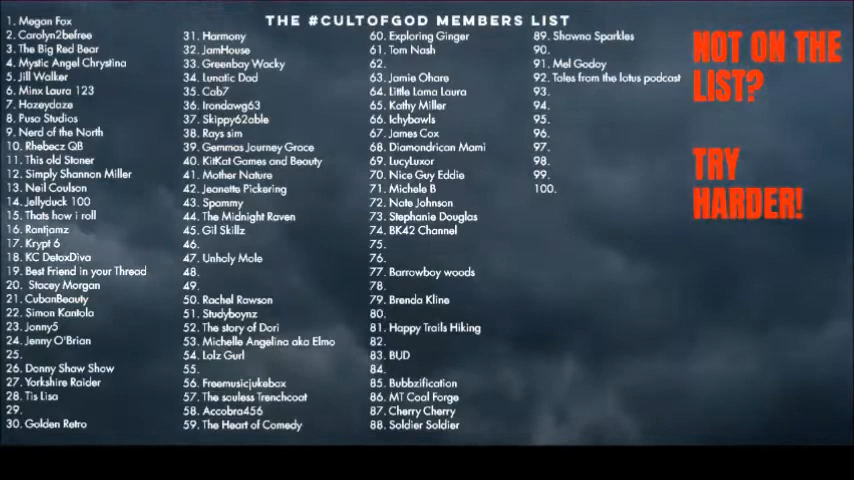 THE #CULTOFGOD MEMBERS LIST
1. Megan Fox
2. Carolyn2befree
3. The Big Red Bear
4. Mystic Angel Chrystina
5. Jill Walker
6. Minx Laura 123
7. Hazeydaze
8. Pusa Studios
9. Nerd of the North
10. Rhebecz QB
11. This old Stoner
12. Simply Shannon Miller
13. Neil Coulson
14. Jellyduck 100
15. Thats how i roll
16. Rantjamz
17. Krypt 6
18. KC DetoxDiva
19. Best Friend in your Thread
20. Stacey Morgan
21. CubanBeauty
22. Simon Kantola
23. Jonny5
24. Jenny O'Brian
25.
26. Donny Shaw Show
27. Yorkshire Raider
28. Tis Lisa
29.
30. Golden Retro
31. Harmony
32. JamHouse
33. Greenbay Wacky
34. Lunatic Dad
35. Cab7
36. Irondawg63
37. Skippy62able
38. Rays sim
39. Gemmas Journey Grace
40. KitKat Games and Beauty
41. Mother Nature
42. Jeanette Pickering
43. Spammy
44. The Midnight Raven
45. Gil Skillz
46.
47. Unholy Mole
48.
49.
50. Rachel Rawson
51. Studyboynz
52. The story of Dori
53. Michelle Angelina aka Elmo
54. Lolz Gurl
55.
56. Freemusicjukebox
57. The souless Trenchcoat
58. Accobra456
59. The Heart of Comedy
60. Exploring Ginger
61. Tom Nash
62.
63. Jamie Ohare
64. Little Lama Laura
65. Kathy Miller
66. Ichybawls
67. James Cox
68. Diamondrican Mami
69. LucyLuxor
70. Nice Guy Eddie
71. Michele B
72. Nate Johnson
73. Stephanie Douglas
74. BK42 Channel
75.
76.
77. Barrowboy woods
78.
79. Brenda Kline
80.
81. Happy Trails Hiking
82.
83. BUD
84.
85. Bubbzification
86. MT Coal Forge
87. Cherry Cherry
88. Soldier Soldier
89. Shawna Sparkles
90.
91. Mel Godoy
92. Tales from the lotus podcast
93.
94.
95.
96.
97.
98.
99.
100.
NOT ON THE
LIST?
TRY
HARDER!